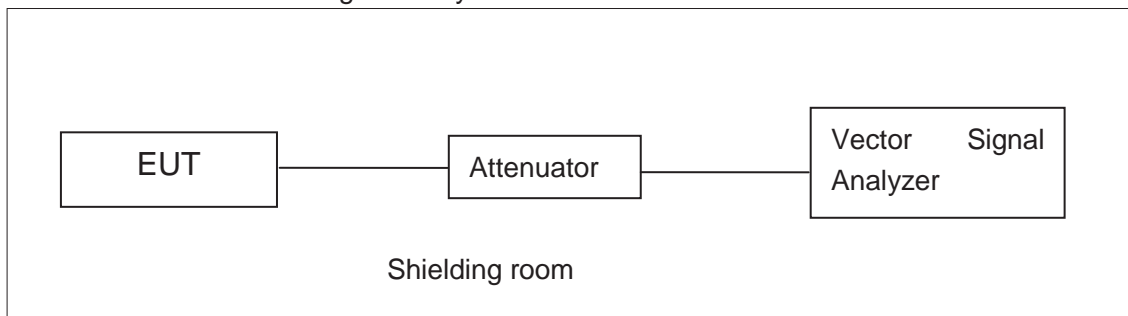 EUT
Attenuator
Vector Signal
Analyzer
Shielding room